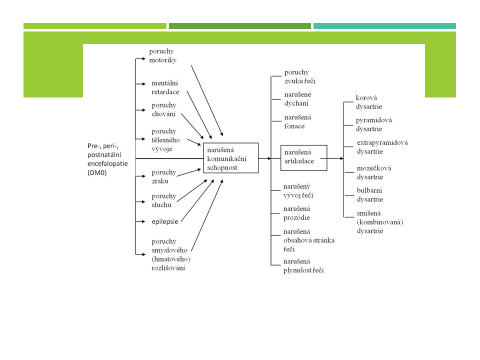 Pre-, peri-,
postnatální
encefalopatie
(DMO)
poruchy
motoriky
mentální
retardace
poruchy
chování
poruchy
tělesného
vývoje
poruchy
zraku
poruchy
sluchu
epilepsie
poruchy
smyslového
(hmatového)
rozlišování
narušená
komunikační
schopnost
poruchy
zvuku řeči
narušené
dýchání
narušená
fonace
narušená
artikulace
narušený
vývoj řeči
narušená
prozódie
narušená
obsahová stránka
řeči
narušená
plynulost řeči
korová
dysartrie
pyramidová
dysartrie
extrapyramidová
dysartrie
mozečková
dysartrie
bulbární
dysartrie
smíšená
(kombinovaná)
dysartrie